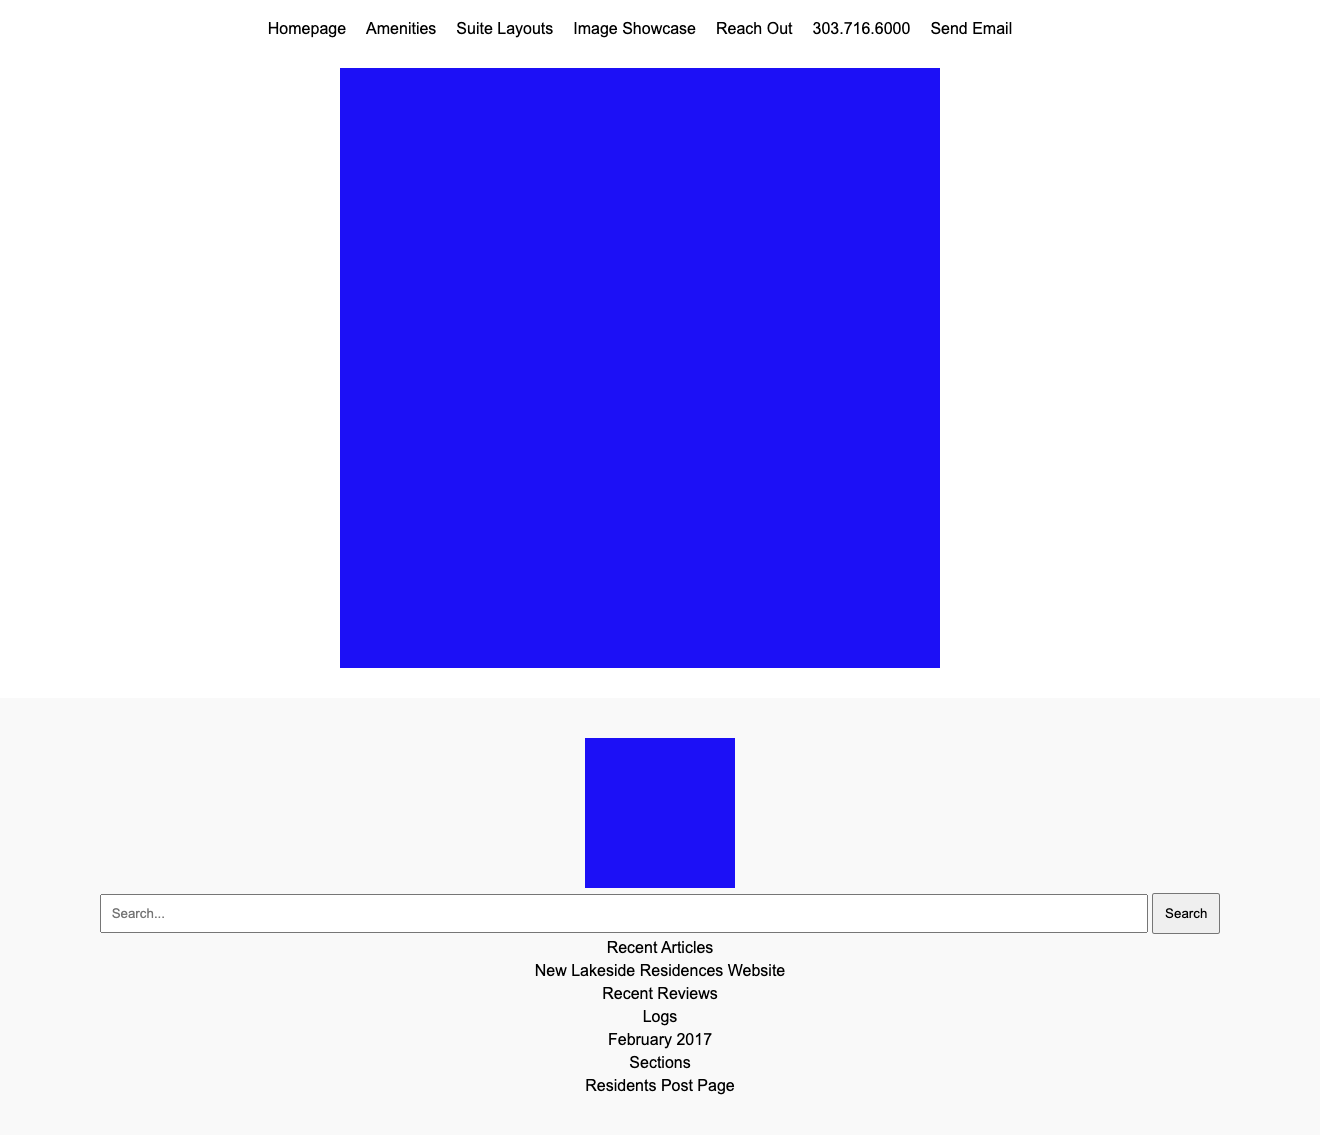 Homepage Amenities Suite Layouts Image Showcase Reach Out 303.716.6000 Send Email
Search... Search
Recent Articles
New Lakeside Residences Website
Recent Reviews
Logs
February 2017
Sections
Residents Post Page